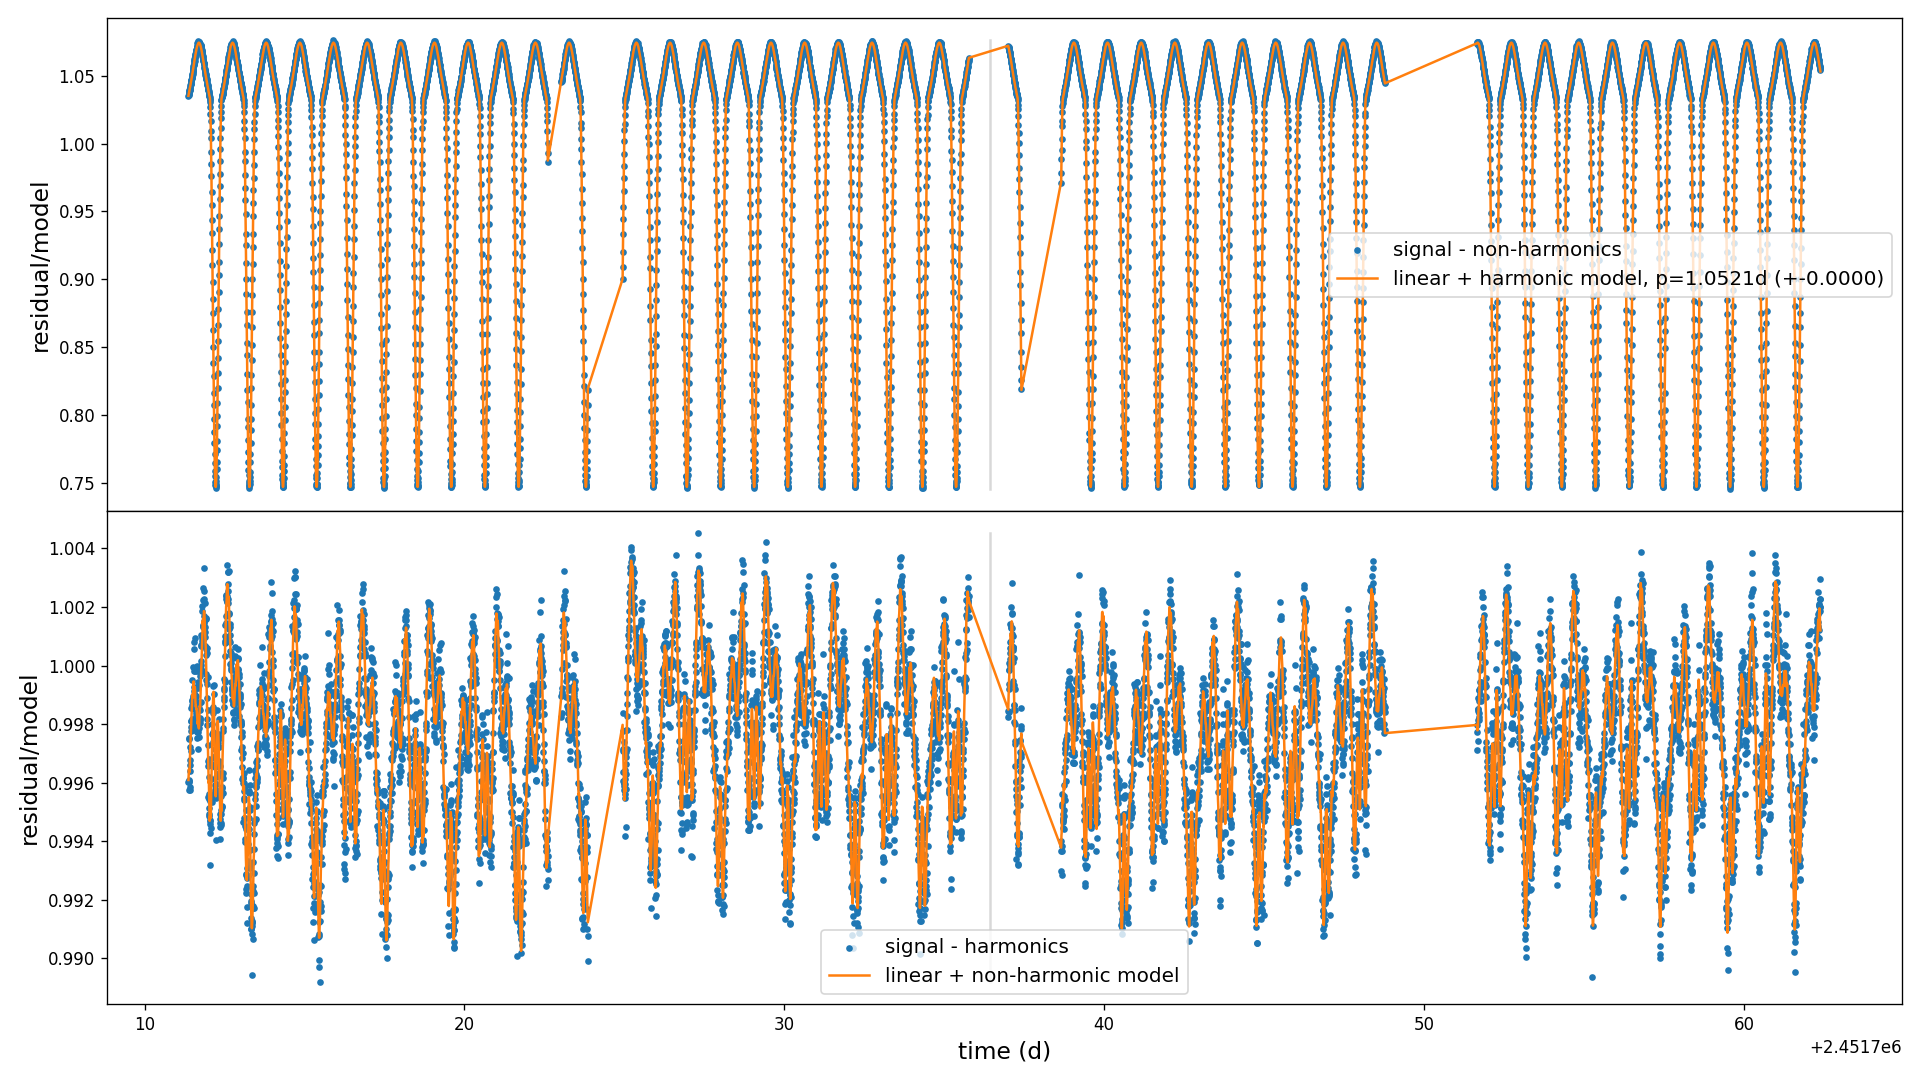 residual/model
1.05
1.00
0.95
0.90
0.85
0.80
0.75
signal - non-harmonics
linear + harmonic model, p=1.0521d (+-0.0000)
residual/model
1.004
1.002
1.000
0.998
0.996
0.994
0.992
0.990
signal - harmonics
linear + non-harmonic model
10 20 30 40 50 60
time (d)
+2.4517e6